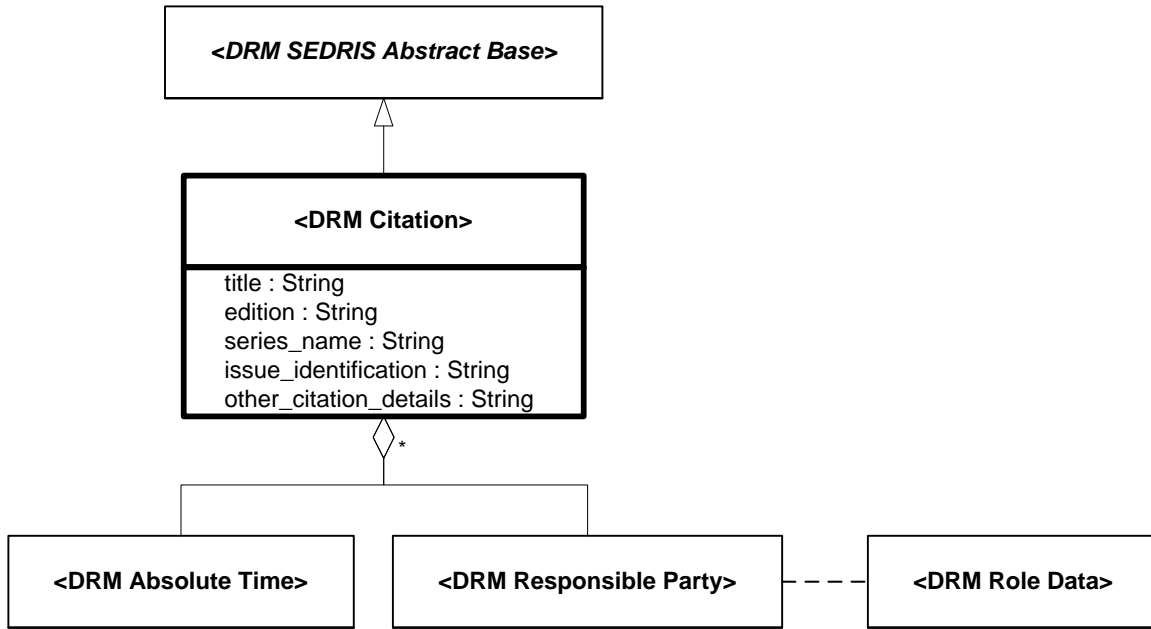 <DRM SEDRIS Abstract Base>
<DRM Citation>
title : String
edition : String
series_name : String
issue_identification : String
other_citation_details : String
*
<DRM Absolute Time>
<DRM Responsible Party>
<DRM Role Data>